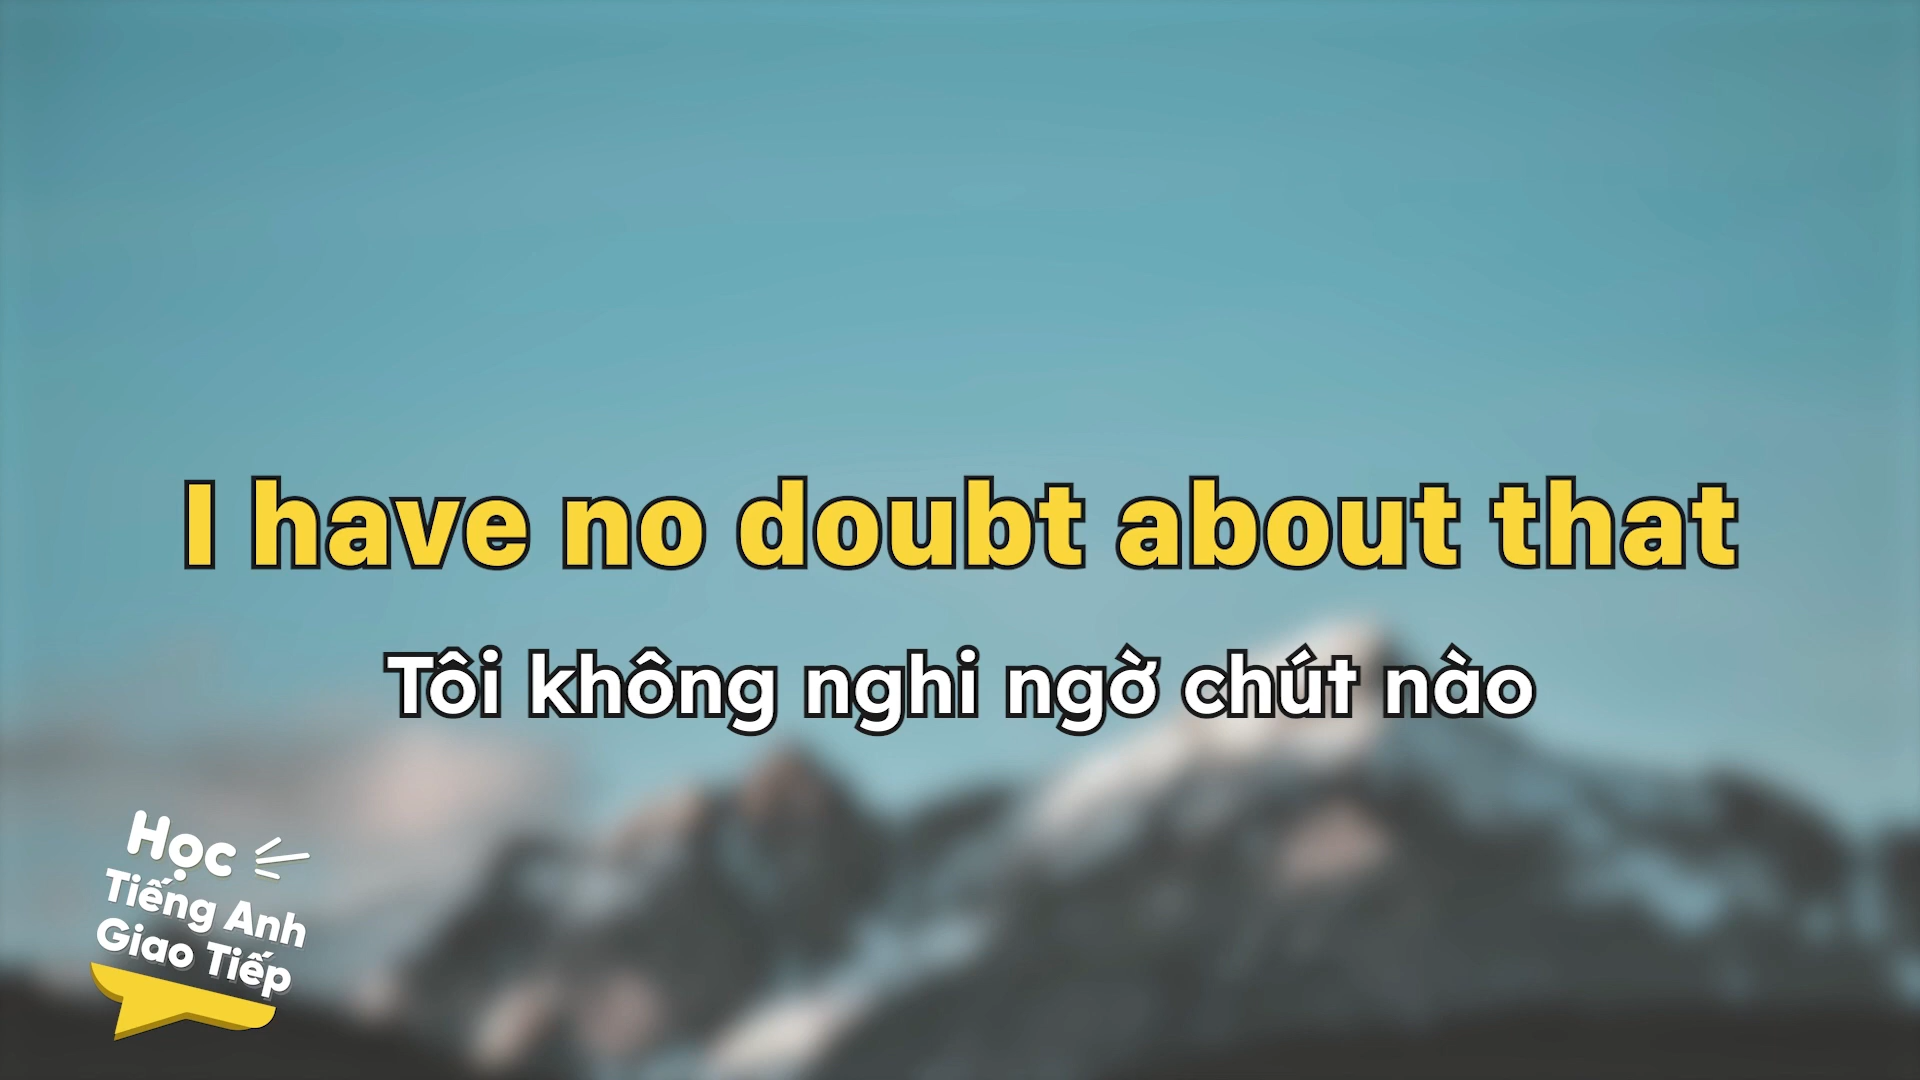 I have no doubt about that
Tôi không nghi ngờ chút nào
Học
Tiếng Anh
Giao Tiếp